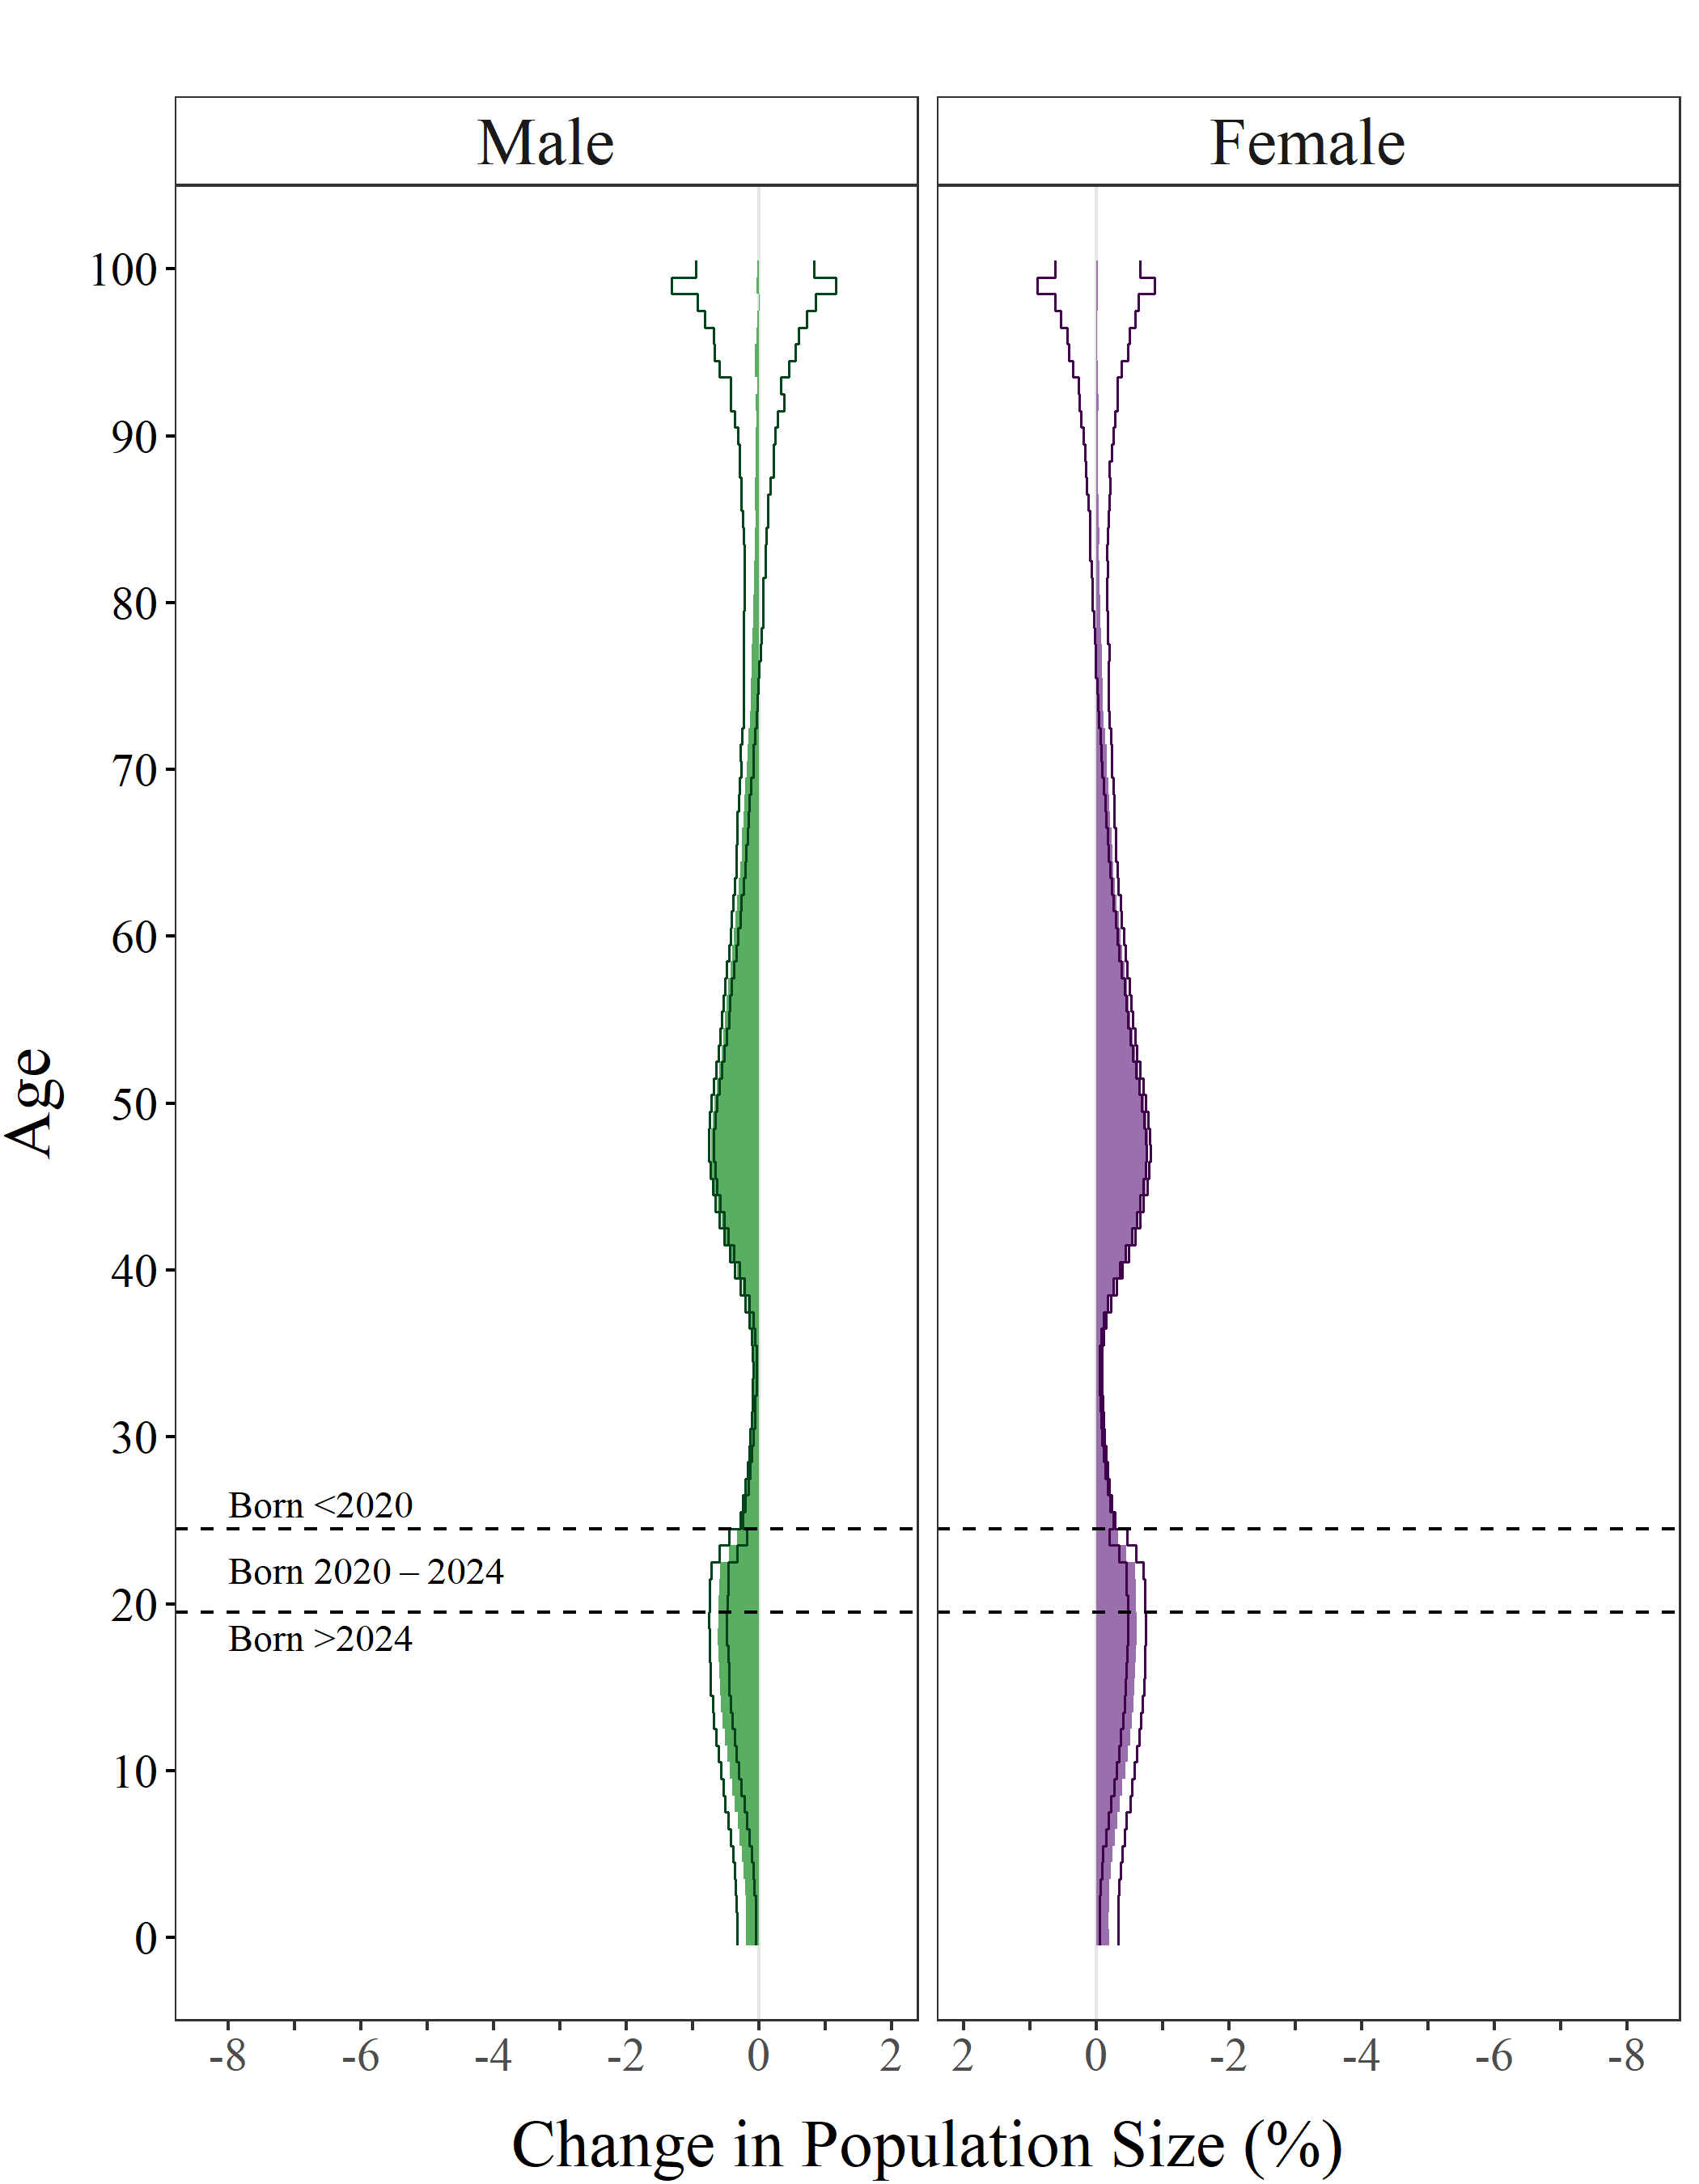 Male
Female
100
90
80
70
60
50
40
30
20
10
0
Age
Born <2020
Born 2020 – 2024
Born >2024
-8 -6 -4 -2 0 2
2 0 -2 -4 -6 -8
Change in Population Size (%)